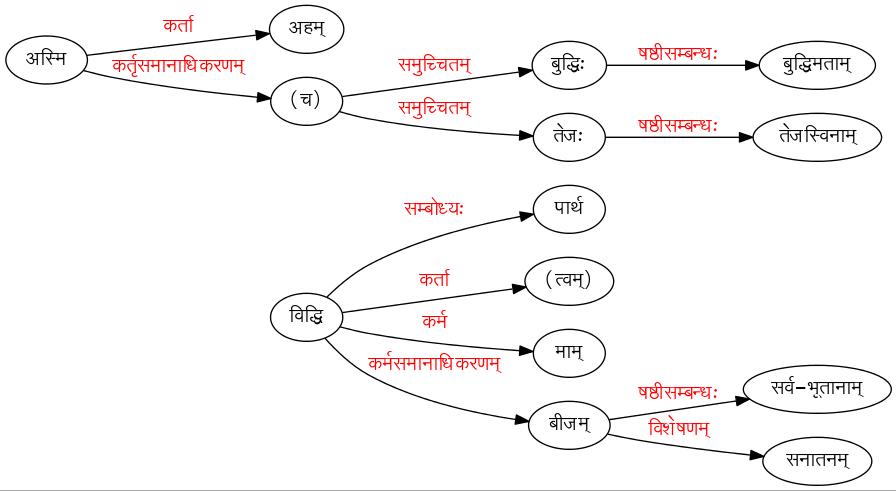 कर्ता
अहम्
अस्मि
कर्तृसमानाधिकरणम्
(च)
समुच्चितम्
बुद्धिः
षष्ठीसम्बन्धः
बुद्धिमताम्
समुच्चितम्
तेजः
षष्ठीसम्बन्धः
तेजस्विनाम्
सम्बोध्यः
पार्थ
कर्ता
(त्वम्)
विद्धि
कर्म
माम्
कर्मसमानाधिकरणम्
बीजम्
षष्ठीसम्बन्धः
सर्व-भूतानाम्
विशेषणम्
सनातनम्